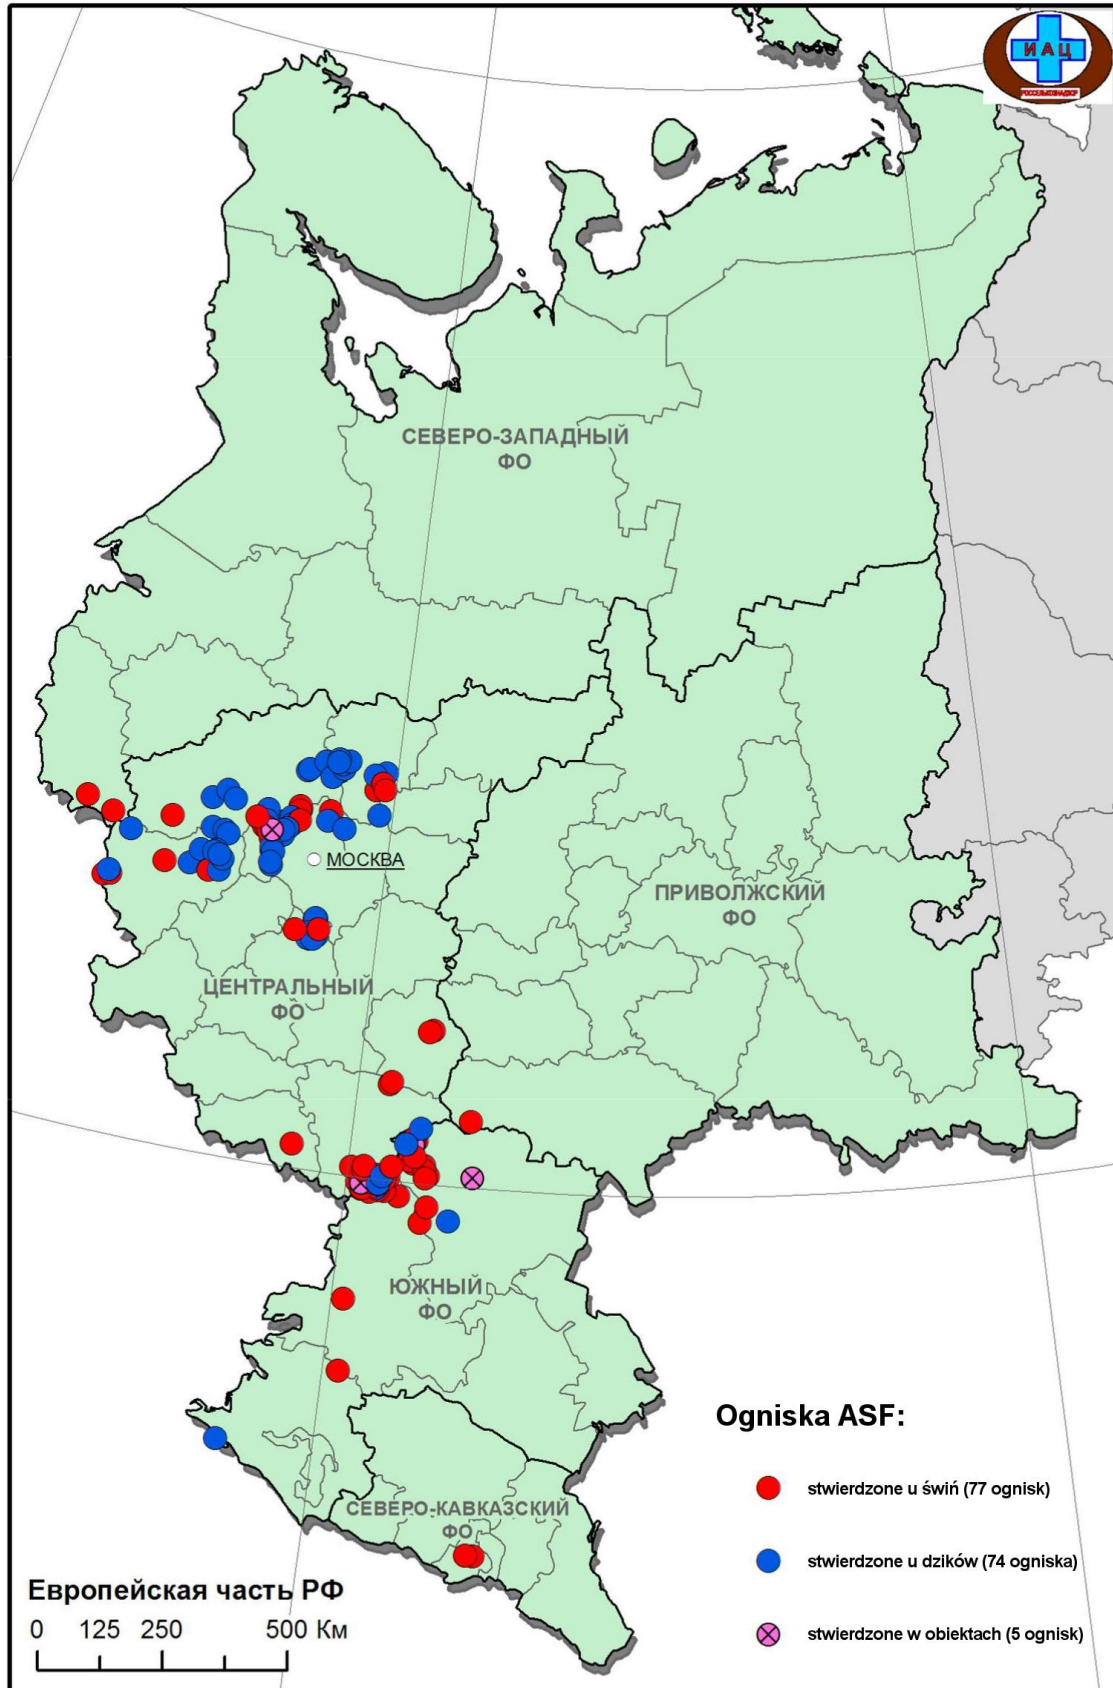 ИАЦ
РОССЕЛЬХОЗНАДЗОР
СЕВЕРО-ЗАПАДНЫЙ
ФО
МОСКВА
ПРИВОЛЖСКИЙ
ФО
ЦЕНТРАЛЬНЫЙ
ФО
ЮЖНЫЙ
ФО
Ogniska ASF:
stwierdzone u świń (77 ognisk)
СЕВЕРО-КАВКАЗСКИЙ
ФО
stwierdzone u dzików (74 ogniska)
Европейская часть РФ
0 125 250 500 Км
stwierdzone w obiektach (5 ognisk)